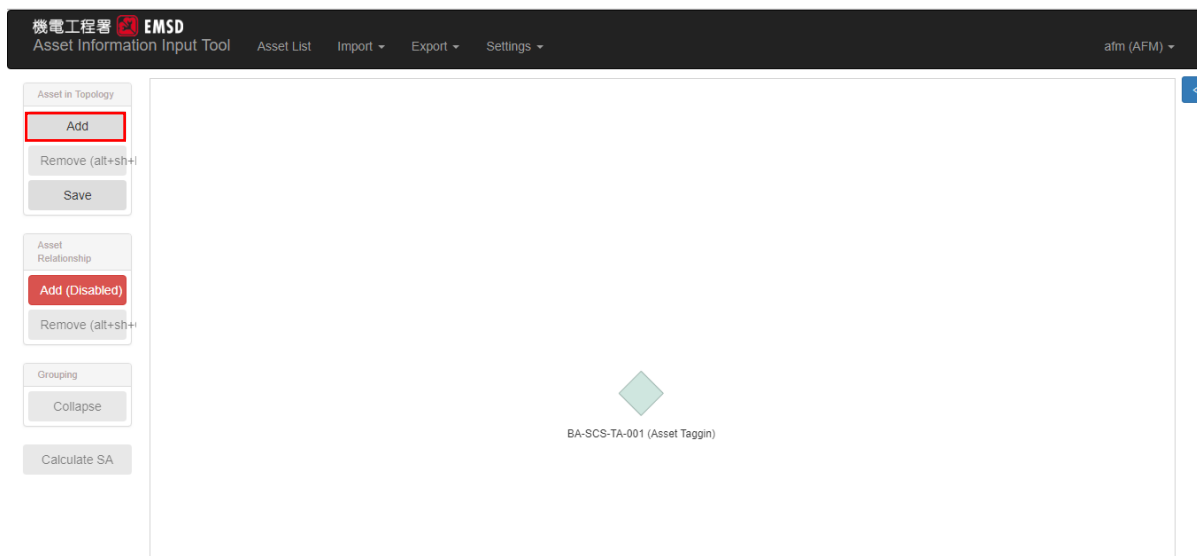 機電工程署 EMSD
Asset Information Input Tool Asset List Import Export Settings afm (AFM)
Asset in Topology
Add
Remove (alt+sh+
Save
Asset
Relationship
Add (Disabled)
Remove (alt+sh+
Grouping
Collapse
BA-SCS-TA-001 (Asset Taggin)
Calculate SA